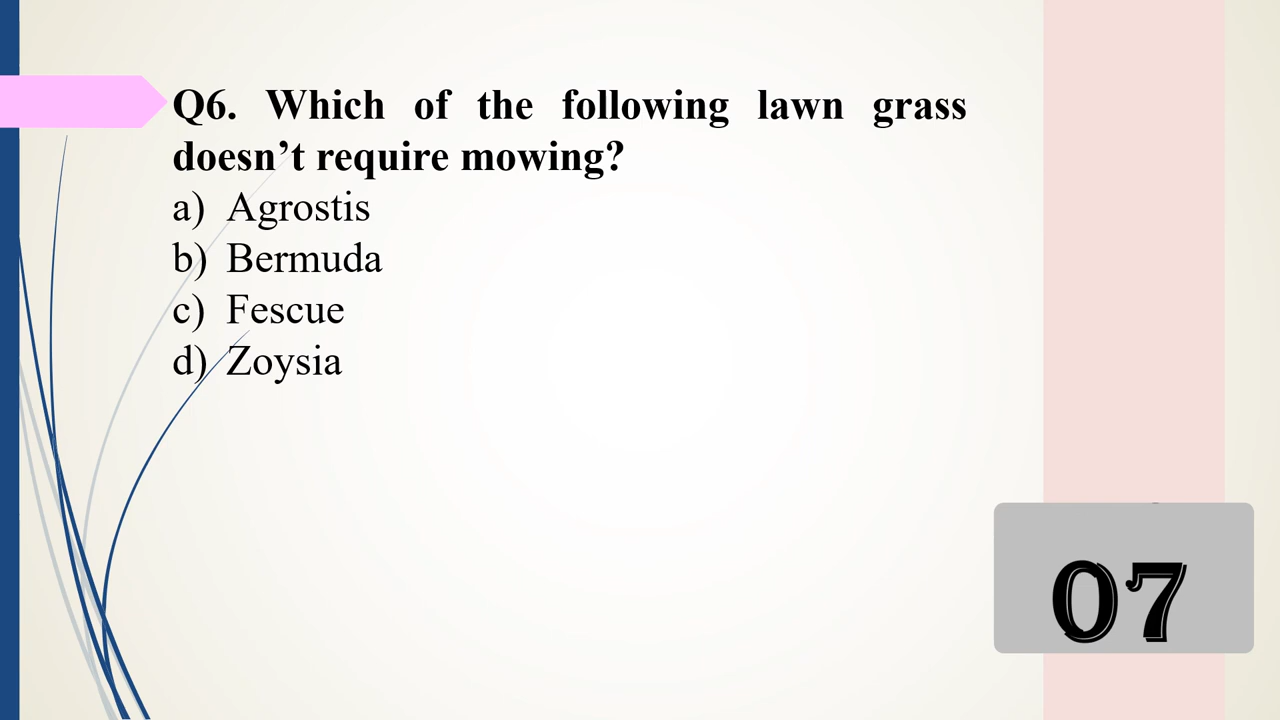 Q6. Which of the following lawn grass
doesn’t require mowing?
a) Agrostis
b) Bermuda
c) Fescue
d) Zoysia
07